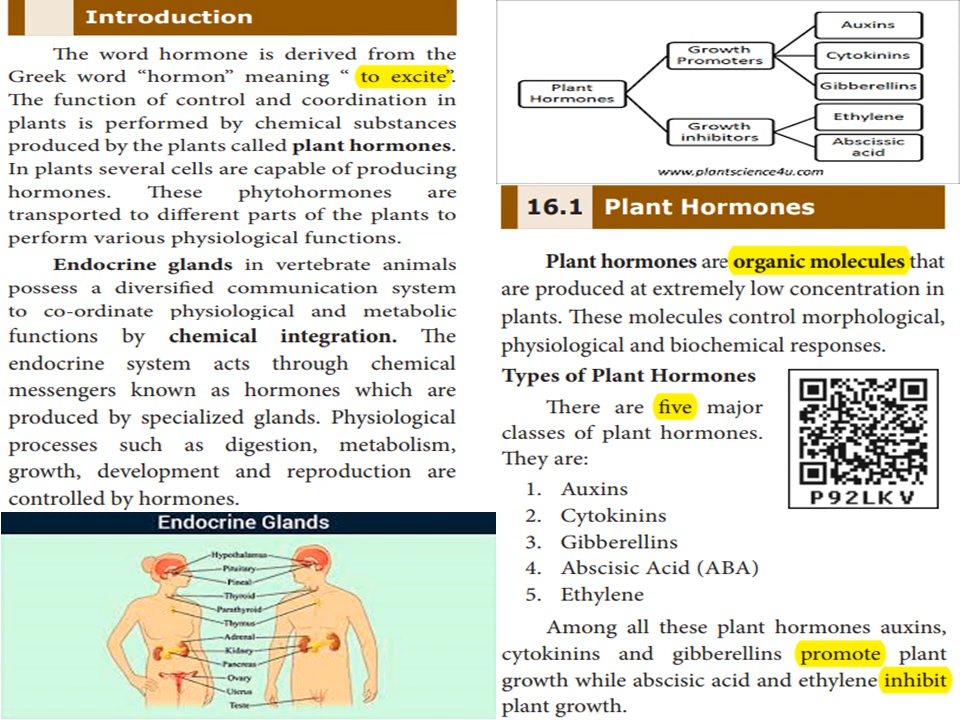 Introduction
The word hormone is derived from the
Greek word “hormon” meaning “ to excite”.
The function of control and coordination in
plants is performed by chemical substances
produced by the plants called plant hormones.
In plants several cells are capable of producing
hormones. These phytohormones are
transported to different parts of the plants to
perform various physiological functions.
Endocrine glands in vertebrate animals
possess a diversified communication system
to co-ordinate physiological and metabolic
functions by chemical integration. The
endocrine system acts through chemical
messengers known as hormones which are
produced by specialized glands. Physiological
processes such as digestion, metabolism,
growth, development and reproduction are
controlled by hormones.
Endocrine Glands
Hypothalamus
Pituitary
Pineal
Thyroid
Parathyroid
Thymus
Adrenal
Kidney
Pancreas
Ovary
Uterus
Teste
Plant
Hormones
Growth
Promoters
Auxins
Cytokinins
Gibberellins
Growth
inhibitors
Ethylene
Abscissic
acid
www.plantscience4u.com
16.1 Plant Hormones
Plant hormones are organic molecules that
are produced at extremely low concentration in
plants. These molecules control morphological,
physiological and biochemical responses.
Types of Plant Hormones
There are five major
classes of plant hormones.
They are:
1. Auxins
2. Cytokinins
3. Gibberellins
4. Abscisic Acid (ABA)
5. Ethylene
P92LKV
Among all these plant hormones auxins,
cytokinins and gibberellins promote plant
growth while abscisic acid and ethylene inhibit
plant growth.